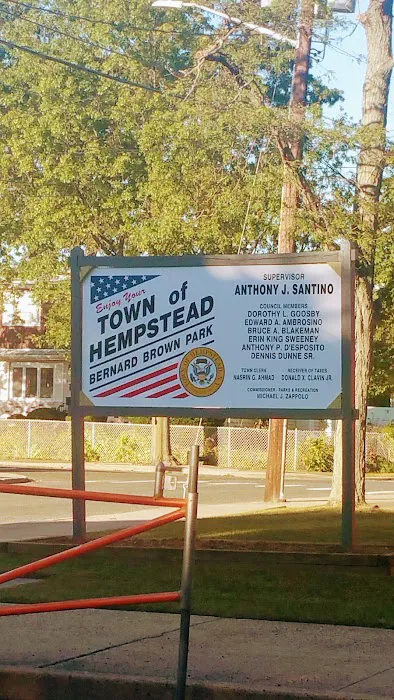 Enjoy Your
TOWN of
HEMPSTEAD
BERNARD BROWN PARK
SUPERVISOR
ANTHONY J. SANTINO
COUNCIL MEMBERS
DOROTHY L. GOOSBY
EDWARD A. AMBROSINO
BRUCE A. BLAKEMAN
ERIN KING SWEENEY
ANTHONY P. D'ESPOSITO
DENNIS DUNNE SR.
TOWN CLERK RECEIVER OF TAXES
NASRIN G. AHMAD DONALD X. CLAVIN JR.
COMMISSIONER PARKS & RECREATION
MICHAEL J. ZAPPOLO